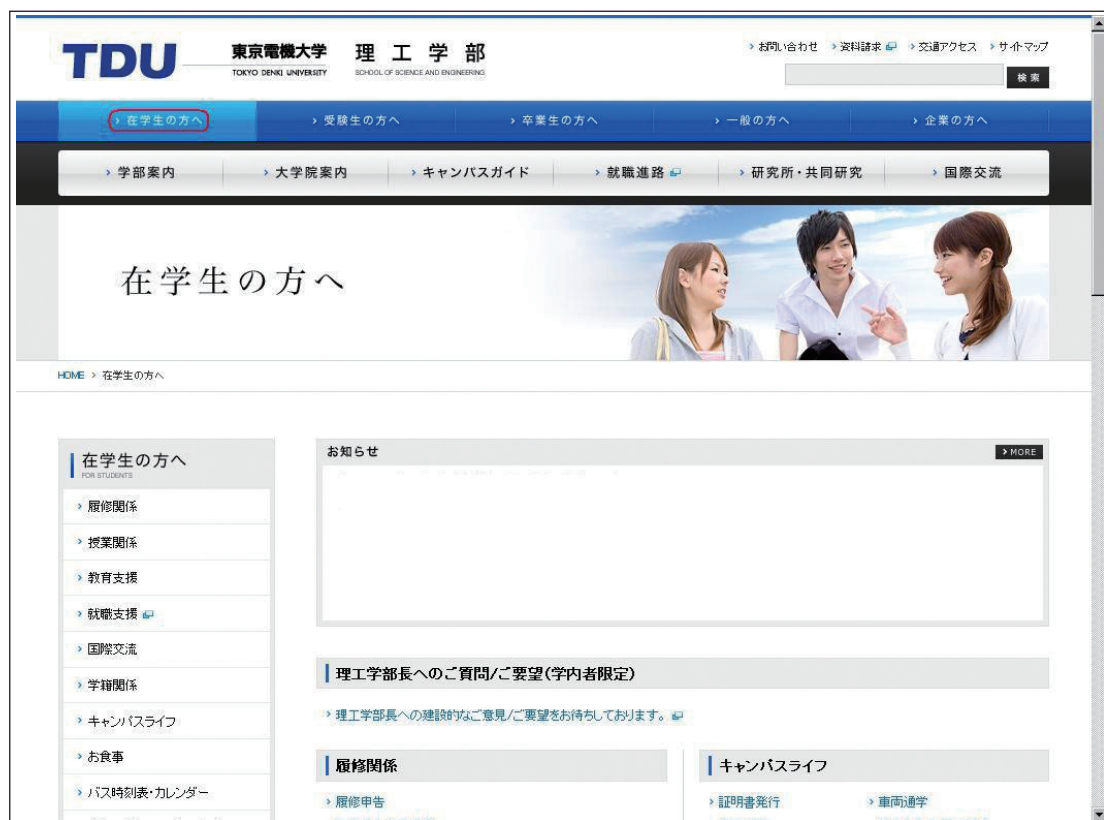 TDU
東京電機大学 理工学部
TOKYO DENKI UNIVERSITY SCHOOL OF SCIENCE AND ENGINEERING
お問い合わせ 資料請求 交通アクセス サイトマップ
検索
在学生の方へ 受験生の方へ 卒業生の方へ 一般の方へ 企業の方へ
学部案内 大学院案内 キャンパスガイド 就職進路 研究所・共同研究 国際交流
在学生の方へ
HOME > 在学生の方へ
在学生の方へ
FOR STUDENTS
履修関係
授業関係
教育支援
就職支援
国際交流
学籍関係
キャンパスライフ
お食事
バス時刻表・カレンダー
お知らせ
MORE
理工学部長へのご質問/ご要望(学内者限定)
理工学部長への建設的なご意見/ご要望をお待ちしております。
履修関係
履修申告
キャンパスライフ
証明書発行 車両通学